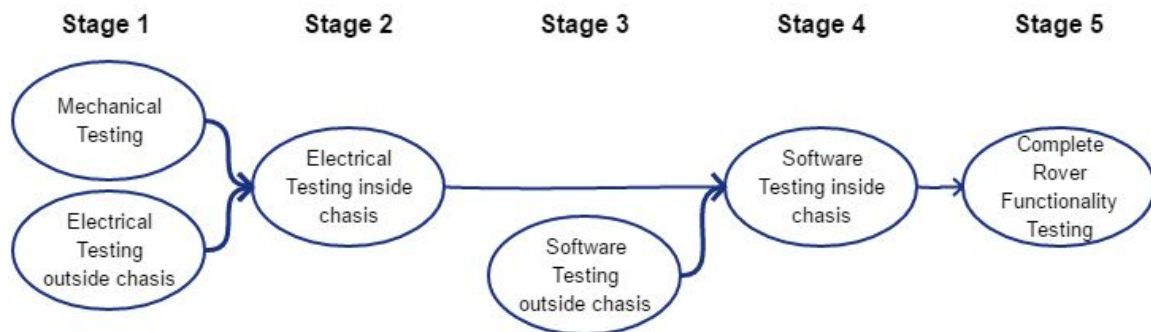 Stage 1 Stage 2 Stage 3 Stage 4 Stage 5
Mechanical
Testing
Electrical
Testing
outside chasis
Electrical
Testing inside
chasis
Software
Testing
outside chasis
Software
Testing inside
chasis
Complete
Rover
Functionality
Testing